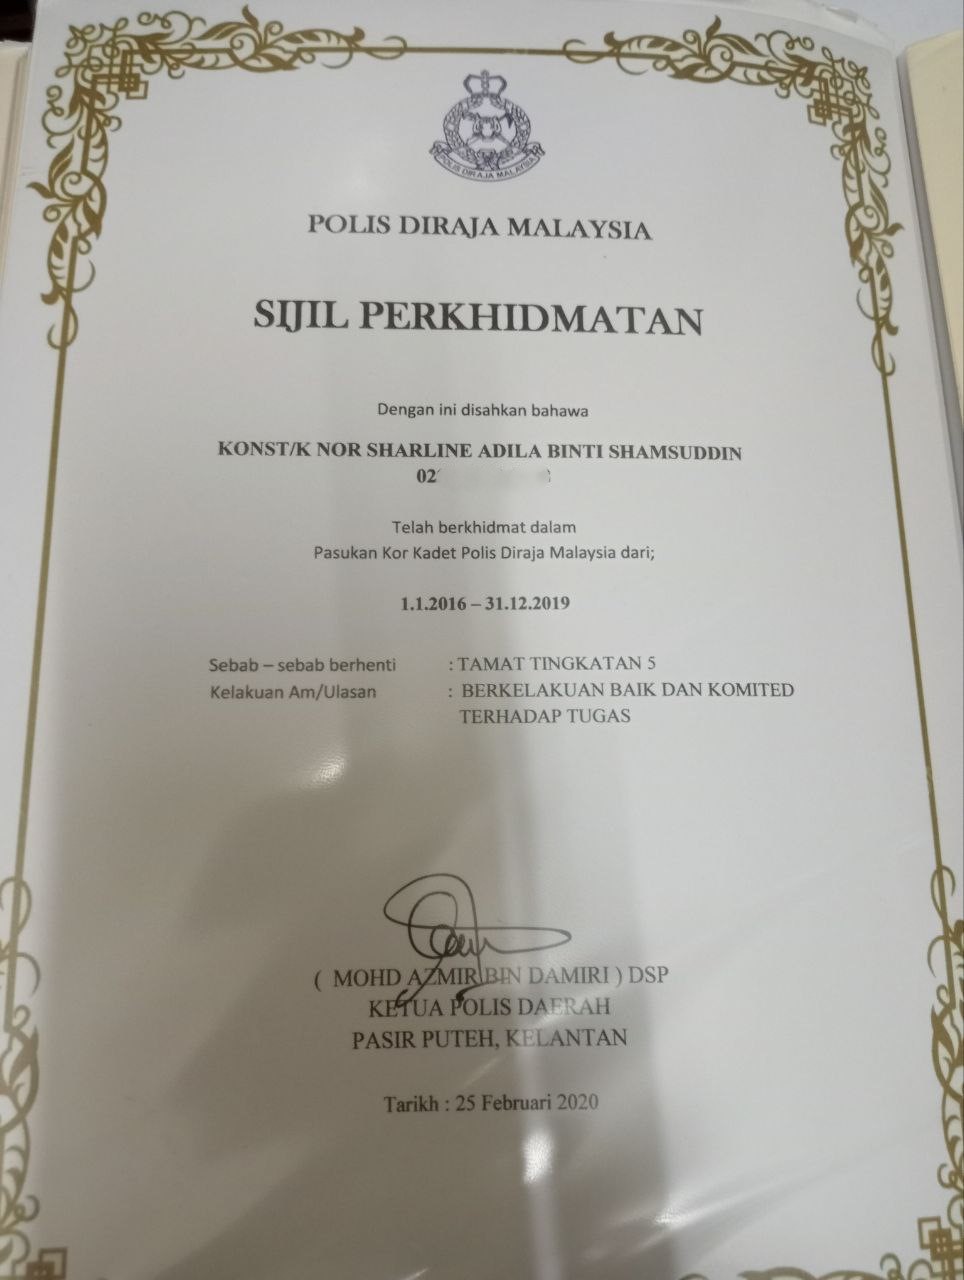 POLIS DIRAJA MALAYSIA
POLIS DIRAJA MALAYSIA
SIJIL PERKHIDMATAN
Dengan ini disahkan bahawa
KONST/K NOR SHARLINE ADILA BINTI SHAMSUDDIN
02
Telah berkhidmat dalam
Pasukan Kor Kadet Polis Diraja Malaysia dari;
1.1.2016 – 31.12.2019
Sebab – sebab berhenti : TAMAT TINGKATAN 5
Kelakuan Am/Ulasan : BERKELAKUAN BAIK DAN KOMITED
TERHADAP TUGAS
( MOHD AZMIR BIN DAMIRI ) DSP
KETUA POLIS DAERAH
PASIR PUTEH, KELANTAN
Tarikh : 25 Februari 2020